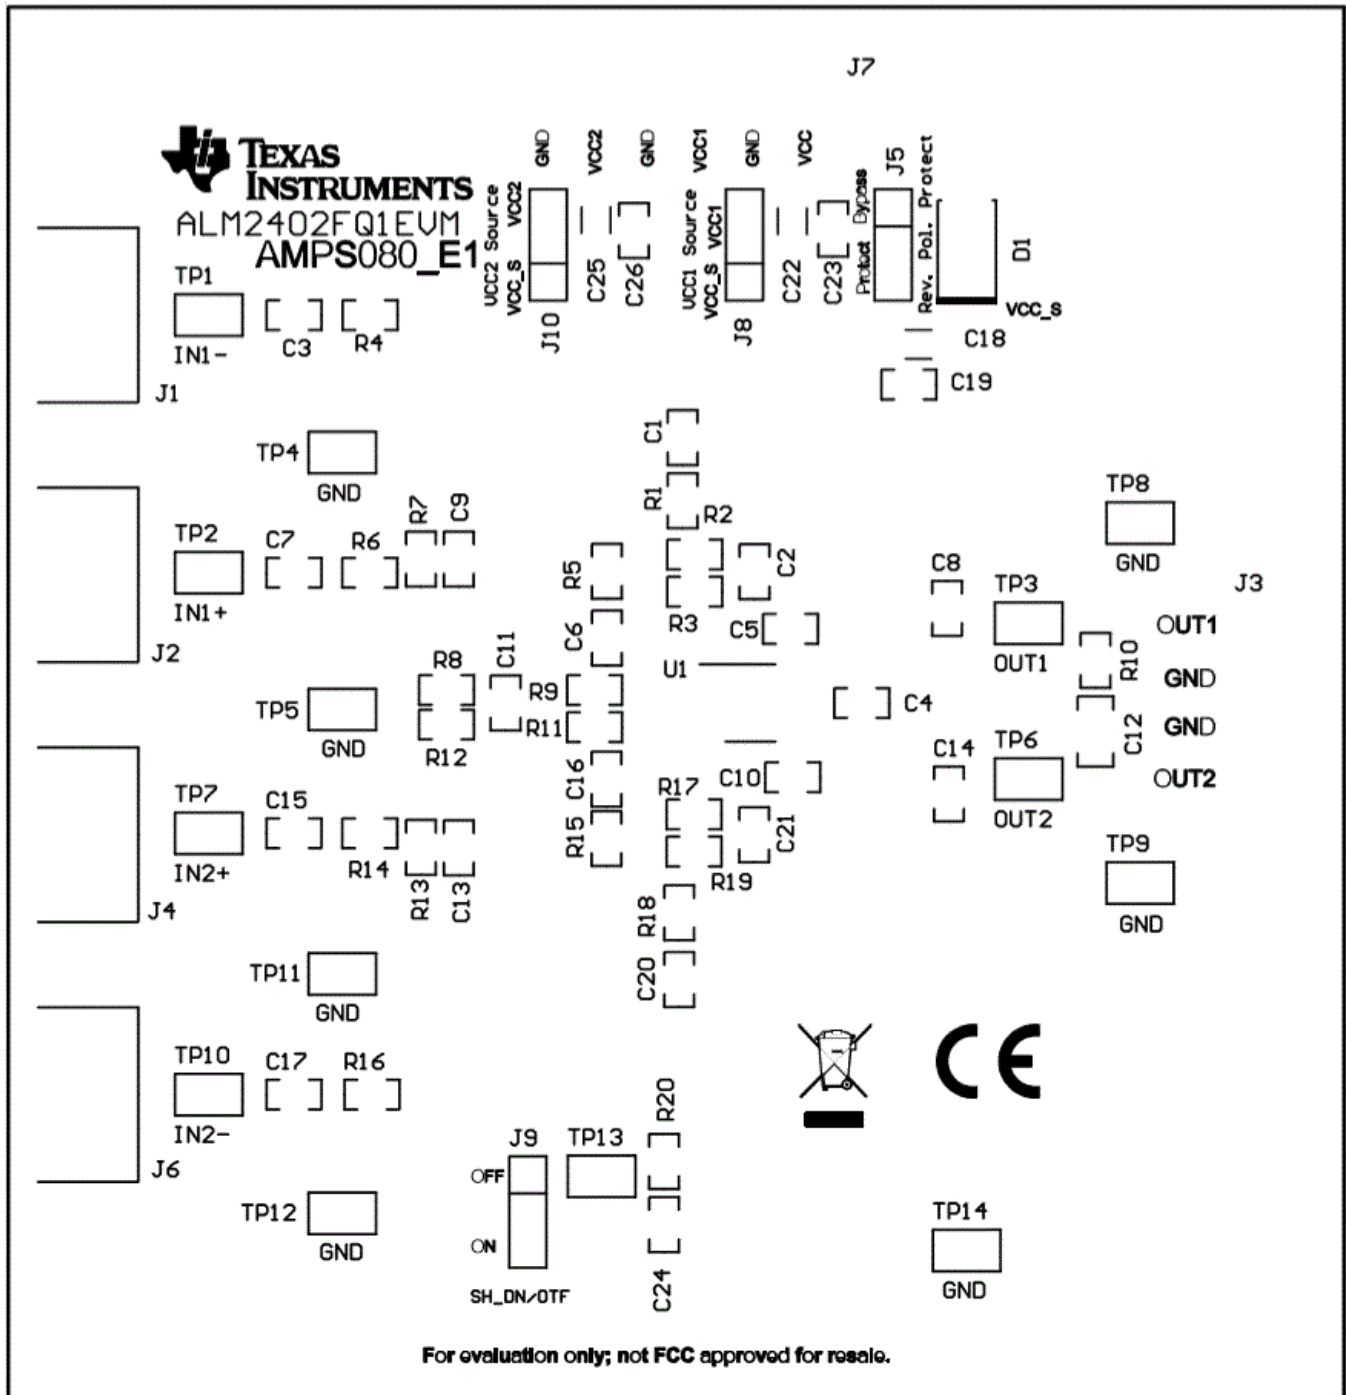 J7
TEXAS
INSTRUMENTS
ALM2402FQ1EVM
AMPS080_E1
GND
VCC2
GND
VCC1
GND
VCC
J5
VCC2 Source
VCC2
VCC_S
J10
C25
C26
VCC1 Source
VCC1
VCC_S
J8
C22
C23
Bypass
Protect
Rev. Pol. Protect
D1
VCC_S
C18
C19
TP1
IN1-
C3
R4
J1
TP4
GND
C1
R1
R2
TP8
GND
TP2
IN1+
C7
R6
R7
C9
J2
R5
C6
C2
R3
C5
C8
TP3
OUT1
J3
OUT1
R10
GND
U1
R8
C11
R9
R11
R12
TP5
GND
C4
GND
C12
OUT2
C14
TP6
OUT2
C16
R15
C10
R17
C21
R19
TP7
IN2+
C15
R14
R13
C13
J4
TP9
GND
R18
C20
TP11
GND
TP10
IN2-
C17
R16
J6
CE
R20
J9
TP13
OFF
ON
SH_DN/OTF
C24
TP12
GND
TP14
GND
For evaluation only; not FCC approved for resale.